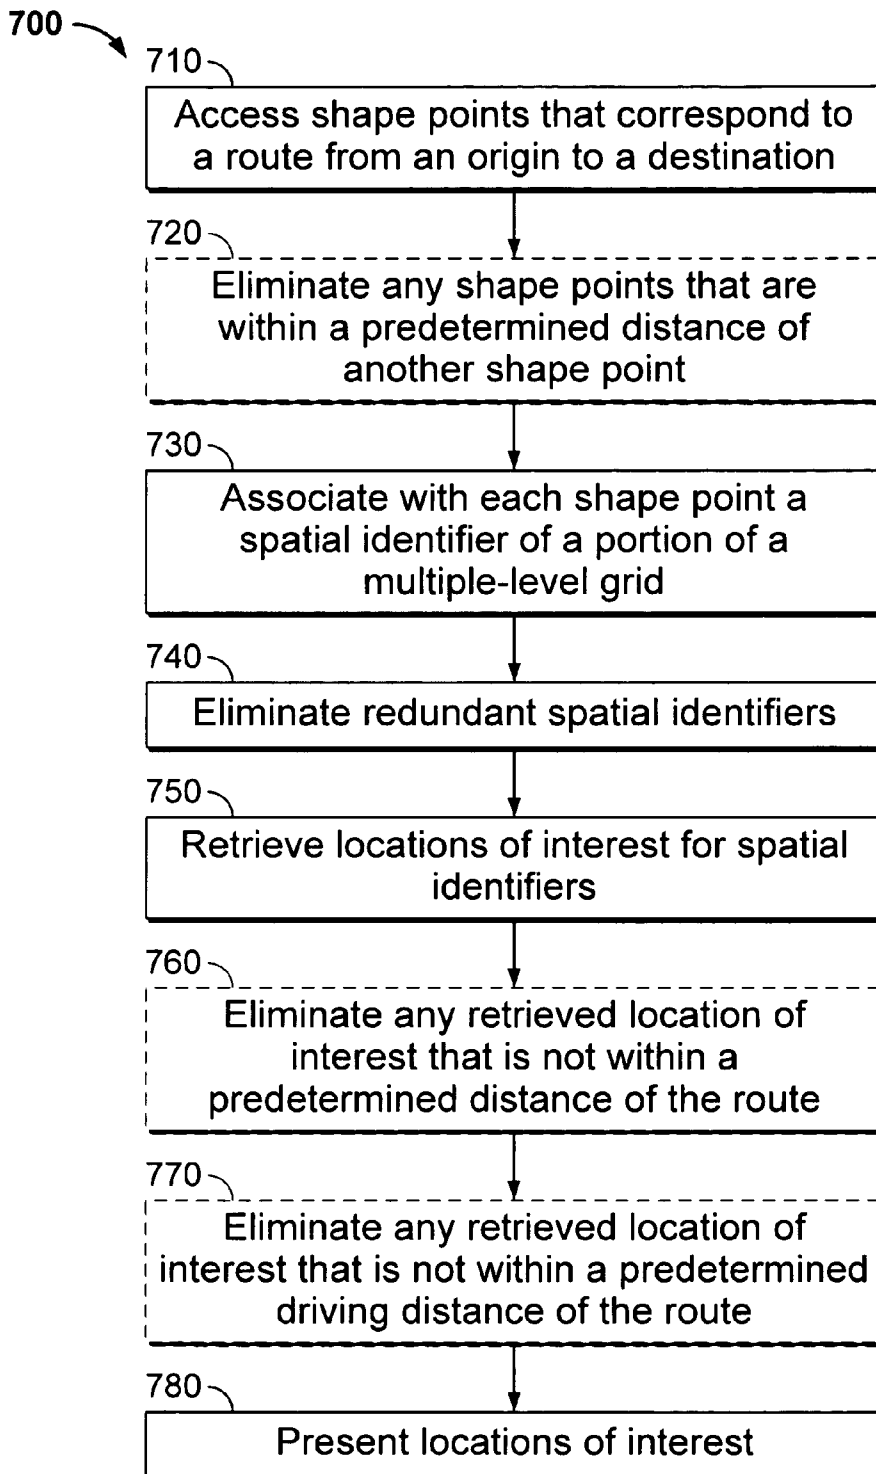 700
710
Access shape points that correspond to
a route from an origin to a destination
720
Eliminate any shape points that are
within a predetermined distance of
another shape point
730
Associate with each shape point a
spatial identifier of a portion of a
multiple-level grid
740
Eliminate redundant spatial identifiers
750
Retrieve locations of interest for spatial
identifiers
760
Eliminate any retrieved location of
interest that is not within a
predetermined distance of the route
770
Eliminate any retrieved location of
interest that is not within a predetermined
driving distance of the route
780
Present locations of interest